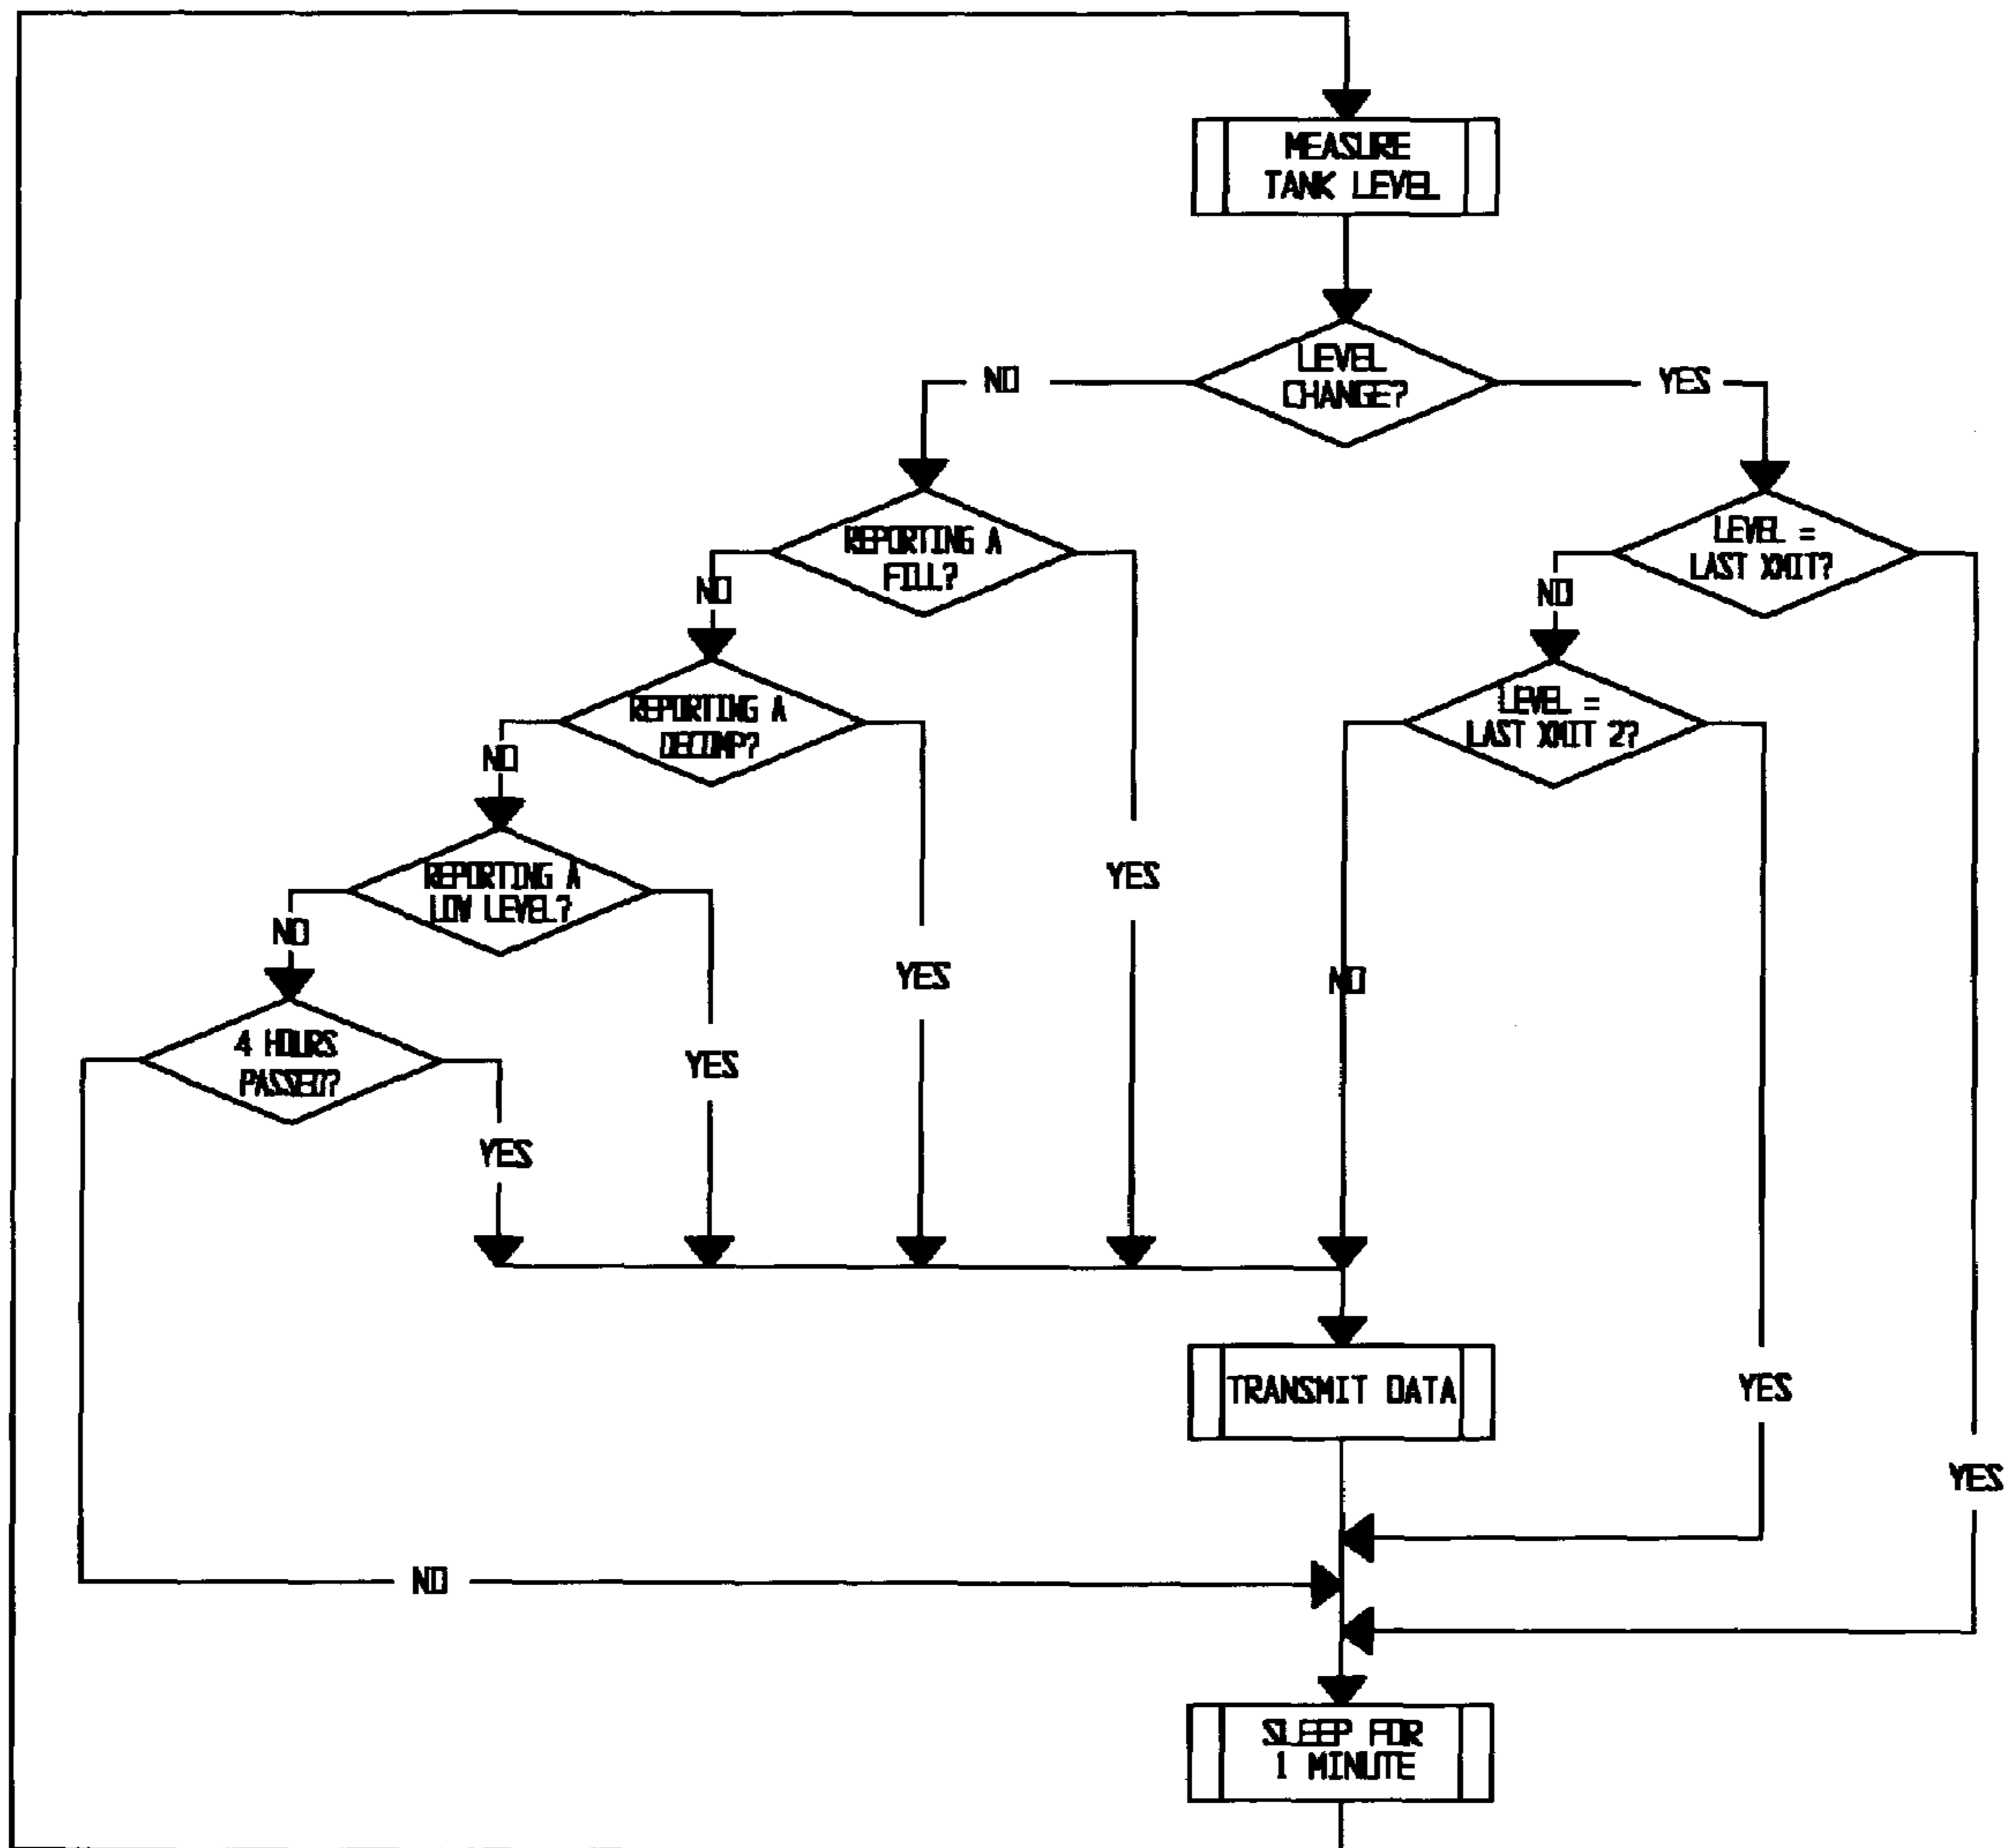 MEASURE
TANK LEVEL
LEVEL
CHANGE?
NO
YES
REPORTING A
FILL?
LEVEL =
LAST XMIT?
NO
NO
REPORTING A
DECOMP?
LEVEL =
LAST XMIT 2?
NO
REPORTING A
LOW LEVEL?
YES
NO
YES
NO
4 HOURS
PASSED?
YES
YES
TRANSMIT DATA
YES
YES
NO
SLEEP FOR
1 MINUTE